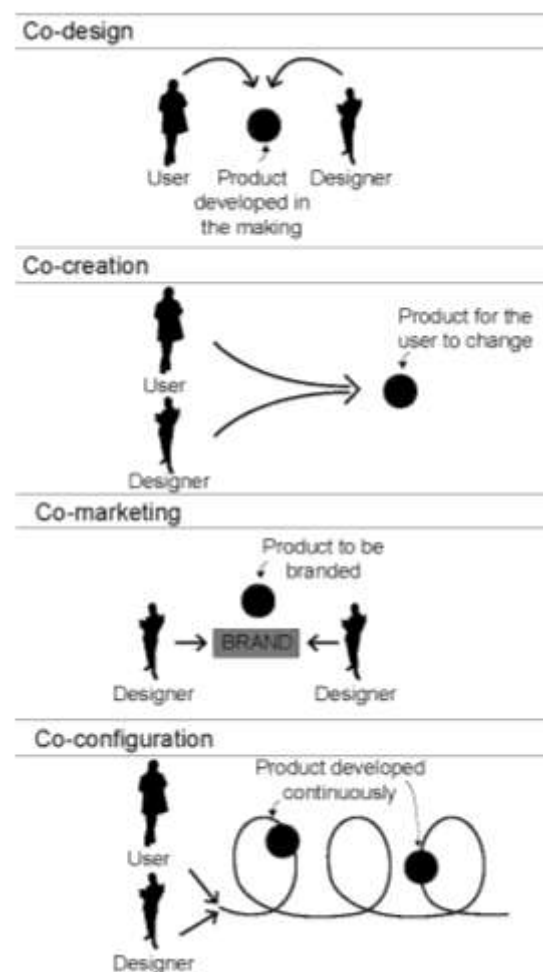 Co-design
User Product Designer
developed in
the making
Co-creation
Product for the
user to change
User
Designer
Co-marketing
Product to be
branded
BRAND
Designer Designer
Co-configuration
Product developed
continuously
User
Designer